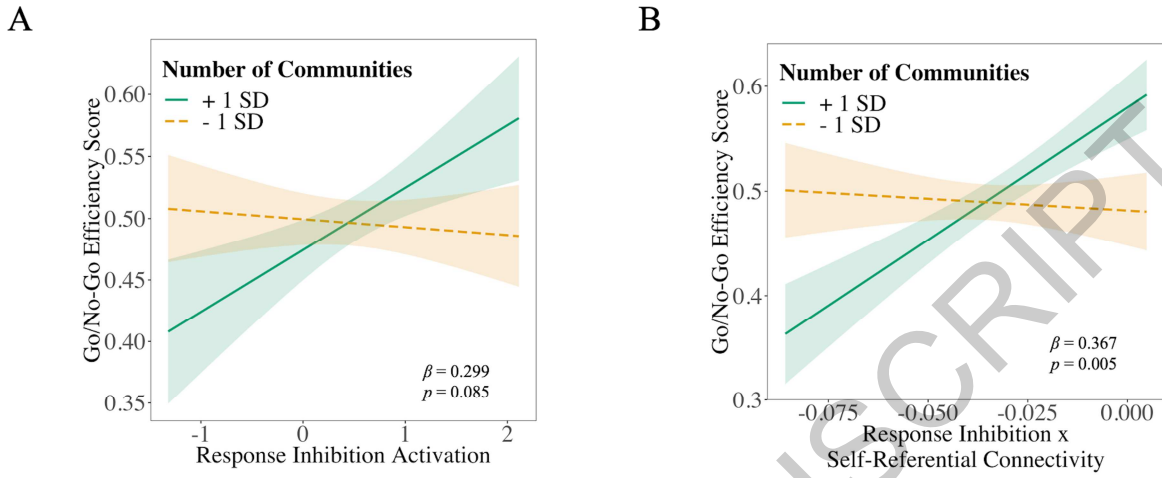 A
Number of Communities
+ 1 SD
- 1 SD
Go/No-Go Efficiency Score
0.60
0.55
0.50
0.45
0.40
0.35
β = 0.299
p = 0.085
-1
0
1
2
Response Inhibition Activation
B
Number of Communities
+ 1 SD
- 1 SD
Go/No-Go Efficiency Score
0.6
0.5
0.4
0.3
β = 0.367
p = 0.005
-0.075
-0.050
-0.025
0.000
Response Inhibition x
Self-Referential Connectivity